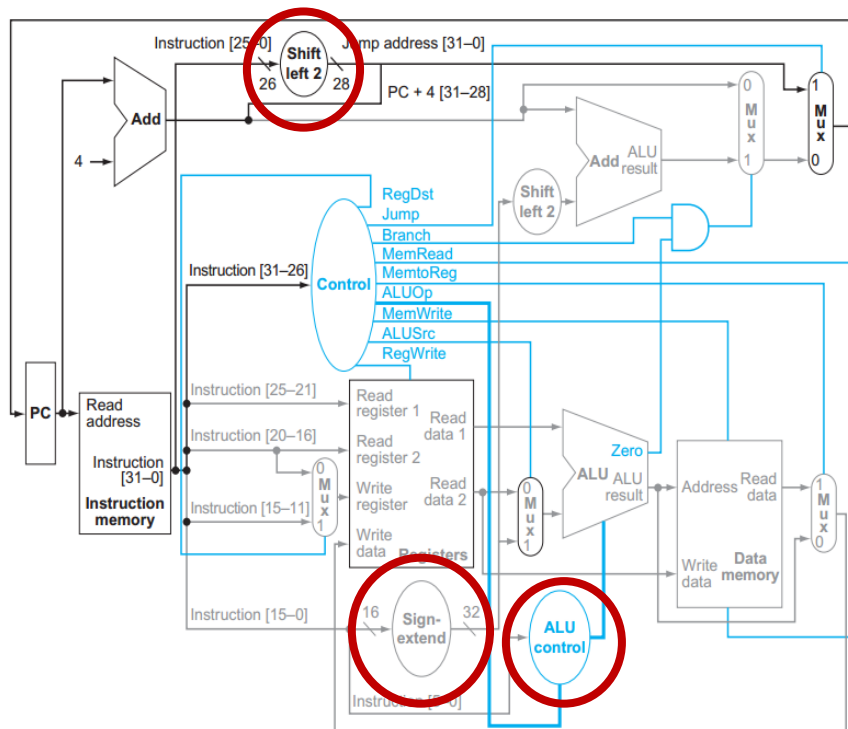 Instruction [25–0]
Shift
left 2
Jump address [31–0]
26
28
PC + 4 [31–28]
Add
4
0
M
u
x
1
1
M
u
x
0
Add
ALU
result
Shift
left 2
RegDst
Jump
Branch
MemRead
MemtoReg
ALUOp
MemWrite
ALUSrc
RegWrite
Instruction [31–26]
Control
PC
Read
address
Instruction
[31–0]
Instruction
memory
Instruction [25–21]
Instruction [20–16]
Instruction [15–11]
0
M
u
x
1
Read
register 1
Read
register 2
Write
register
Write
data
Read
data 1
Read
data 2
Registers
0
M
u
x
1
Zero
ALU
ALU
result
Address
Read
data
Write
data
Data
memory
1
M
u
x
0
Instruction [15–0]
16
Sign-
extend
32
ALU
control
Instruction [5–0]